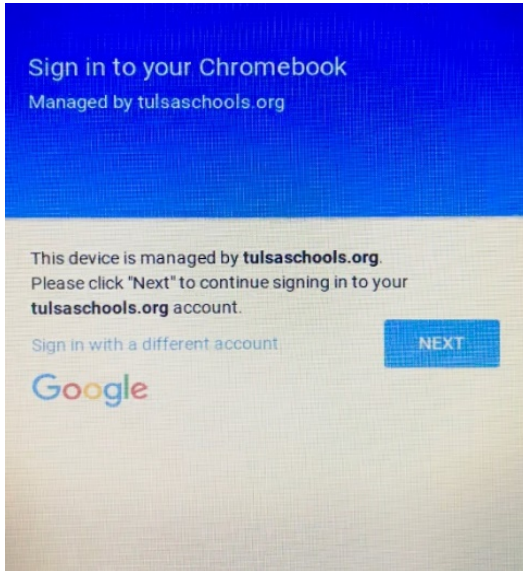 Sign in to your Chromebook
Managed by tulsaschools.org
This device is managed by tulsaschools.org.
Please click "Next" to continue signing in to your
tulsaschools.org account.
Sign in with a different account
NEXT
Google